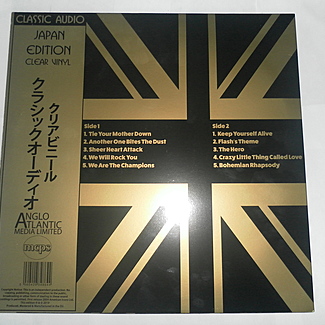 CLASSIC AUDIO
JAPAN
EDITION
CLEAR VINYL
クリアビニール
クラシックオーディオ
ANGLO
ATLANTIC
MEDIA LIMITED
mcps
Side 1
1. Tie Your Mother Down
2. Another One Bites The Dust
3. Sheer Heart Attack
4. We Will Rock You
5. We Are The Champions
Side 2
1. Keep Yourself Alive
2. Flash's Theme
3. The Hero
4. Crazy Little Thing Called Love
5. Bohemian Rhapsody